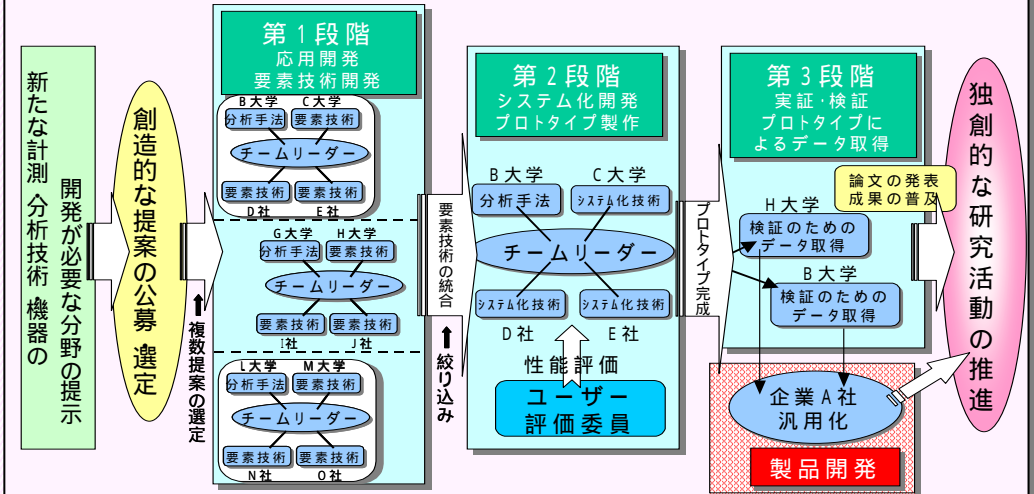 新たな計測・分析技術・機器の
開発が必要な分野の提示
創造的な提案の公募・選定
複数提案の選定
第1段階
応用開発
要素技術開発
B大学 C大学
分析手法 要素技術
チームリーダー
要素技術 要素技術
D社 E社
G大学 H大学
分析手法 要素技術
チームリーダー
要素技術 要素技術
I社 J社
L大学 M大学
分析手法 要素技術
チームリーダー
要素技術 要素技術
N社 O社
要素技術の統合
絞り込み
第2段階
システム化開発
プロトタイプ製作
B大学 C大学
分析手法 システム化技術
チームリーダー
システム化技術 システム化技術
D社 E社
性能評価
ユーザー
評価委員
プロトタイプ完成
第3段階
実証・検証
プロトタイプに
よるデータ取得
論文の発表
成果の普及
H大学
検証のための
データ取得
B大学
検証のための
データ取得
企業A社
汎用化
製品開発
独創的な研究活動の推進